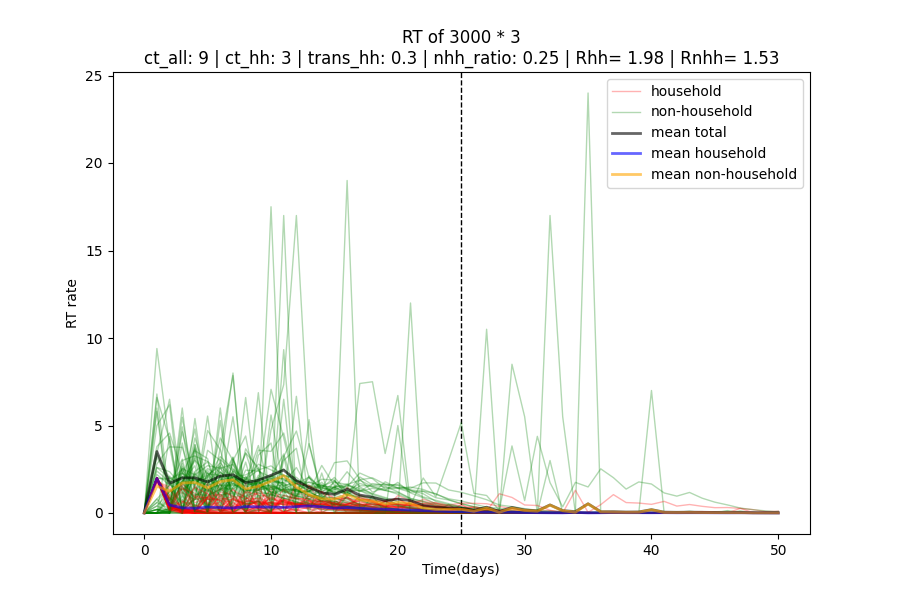 RT of 3000 * 3
ct_all: 9 | ct_hh: 3 | trans_hh: 0.3 | nhh_ratio: 0.25 | Rhh= 1.98 | Rnhh= 1.53
25
20
15
10
5
0
RT rate
household
non-household
mean total
mean household
mean non-household
0
10
20
30
40
50
Time(days)